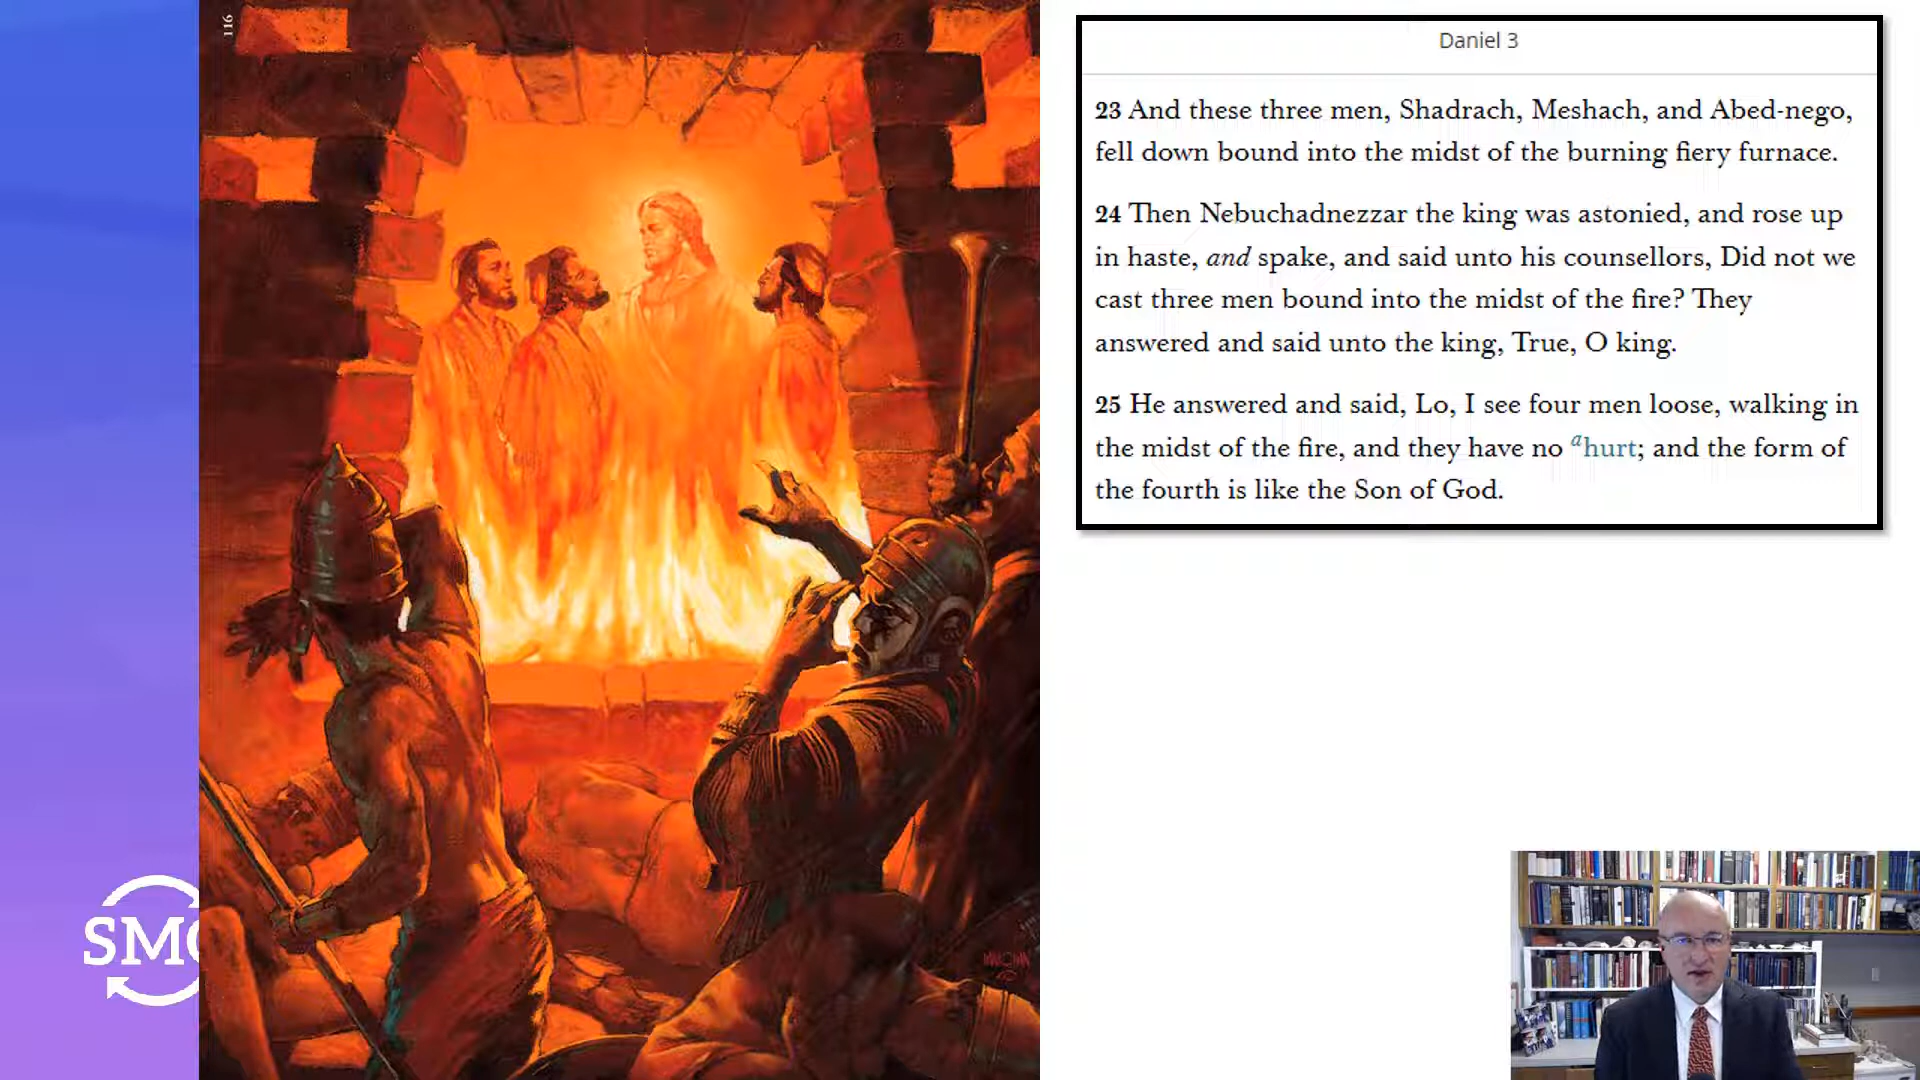 116
Daniel 3
23 And these three men, Shadrach, Meshach, and Abed-nego,
fell down bound into the midst of the burning fiery furnace.
24 Then Nebuchadnezzar the king was astonied, and rose up
in haste, and spake, and said unto his counsellors, Did not we
cast three men bound into the midst of the fire? They
answered and said unto the king, True, O king.
25 He answered and said, Lo, I see four men loose, walking in
the midst of the fire, and they have no ᵃhurt; and the form of
the fourth is like the Son of God.
SM